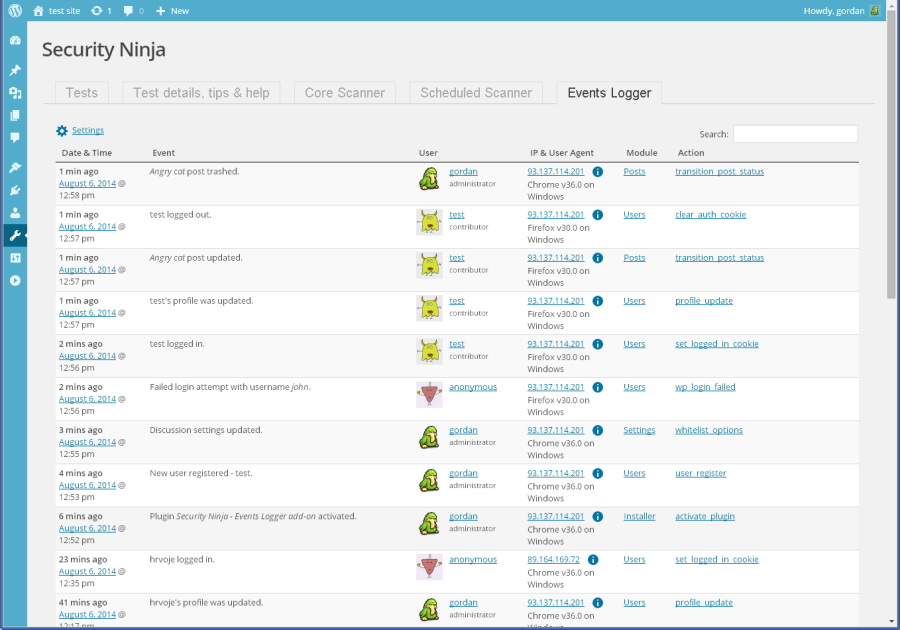 test site 1 0 New Howdy, gordan
Security Ninja
Tests Test details, tips & help Core Scanner Scheduled Scanner Events Logger
Settings
Search:
Date & Time Event User IP & User Agent Module Action
1 min ago Angry cat post trashed. gordan 93.137.114.201 Posts transition_post_status
August 6, 2014 @ administrator Chrome v36.0 on
12:58 pm Windows
1 min ago test logged out. test 93.137.114.201 Users clear_auth_cookie
August 6, 2014 @ contributor Firefox v30.0 on
12:57 pm Windows
1 min ago Angry cat post updated. test 93.137.114.201 Posts transition_post_status
August 6, 2014 @ contributor Firefox v30.0 on
12:57 pm Windows
1 min ago test's profile was updated. test 93.137.114.201 Users profile_update
August 6, 2014 @ contributor Firefox v30.0 on
12:57 pm Windows
2 mins ago test logged in. test 93.137.114.201 Users set_logged_in_cookie
August 6, 2014 @ contributor Firefox v30.0 on
12:56 pm Windows
2 mins ago Failed login attempt with username john. anonymous 93.137.114.201 Users wp_login_failed
August 6, 2014 @ Firefox v30.0 on
12:56 pm Windows
3 mins ago Discussion settings updated. gordan 93.137.114.201 Settings whitelist_options
August 6, 2014 @ administrator Chrome v36.0 on
12:55 pm Windows
4 mins ago New user registered - test. gordan 93.137.114.201 Users user_register
August 6, 2014 @ administrator Chrome v36.0 on
12:53 pm Windows
6 mins ago Plugin Security Ninja - Events Logger add-on activated. gordan 93.137.114.201 Installer activate_plugin
August 6, 2014 @ administrator Chrome v36.0 on
12:52 pm Windows
23 mins ago hrvoje logged in. anonymous 89.164.169.72 Users set_logged_in_cookie
August 6, 2014 @ Chrome v36.0 on
12:35 pm Windows
41 mins ago hrvoje's profile was updated. gordan 93.137.114.201 Users profile_update
August 6, 2014 @ administrator Chrome v36.0 on
12:17 pm Windows